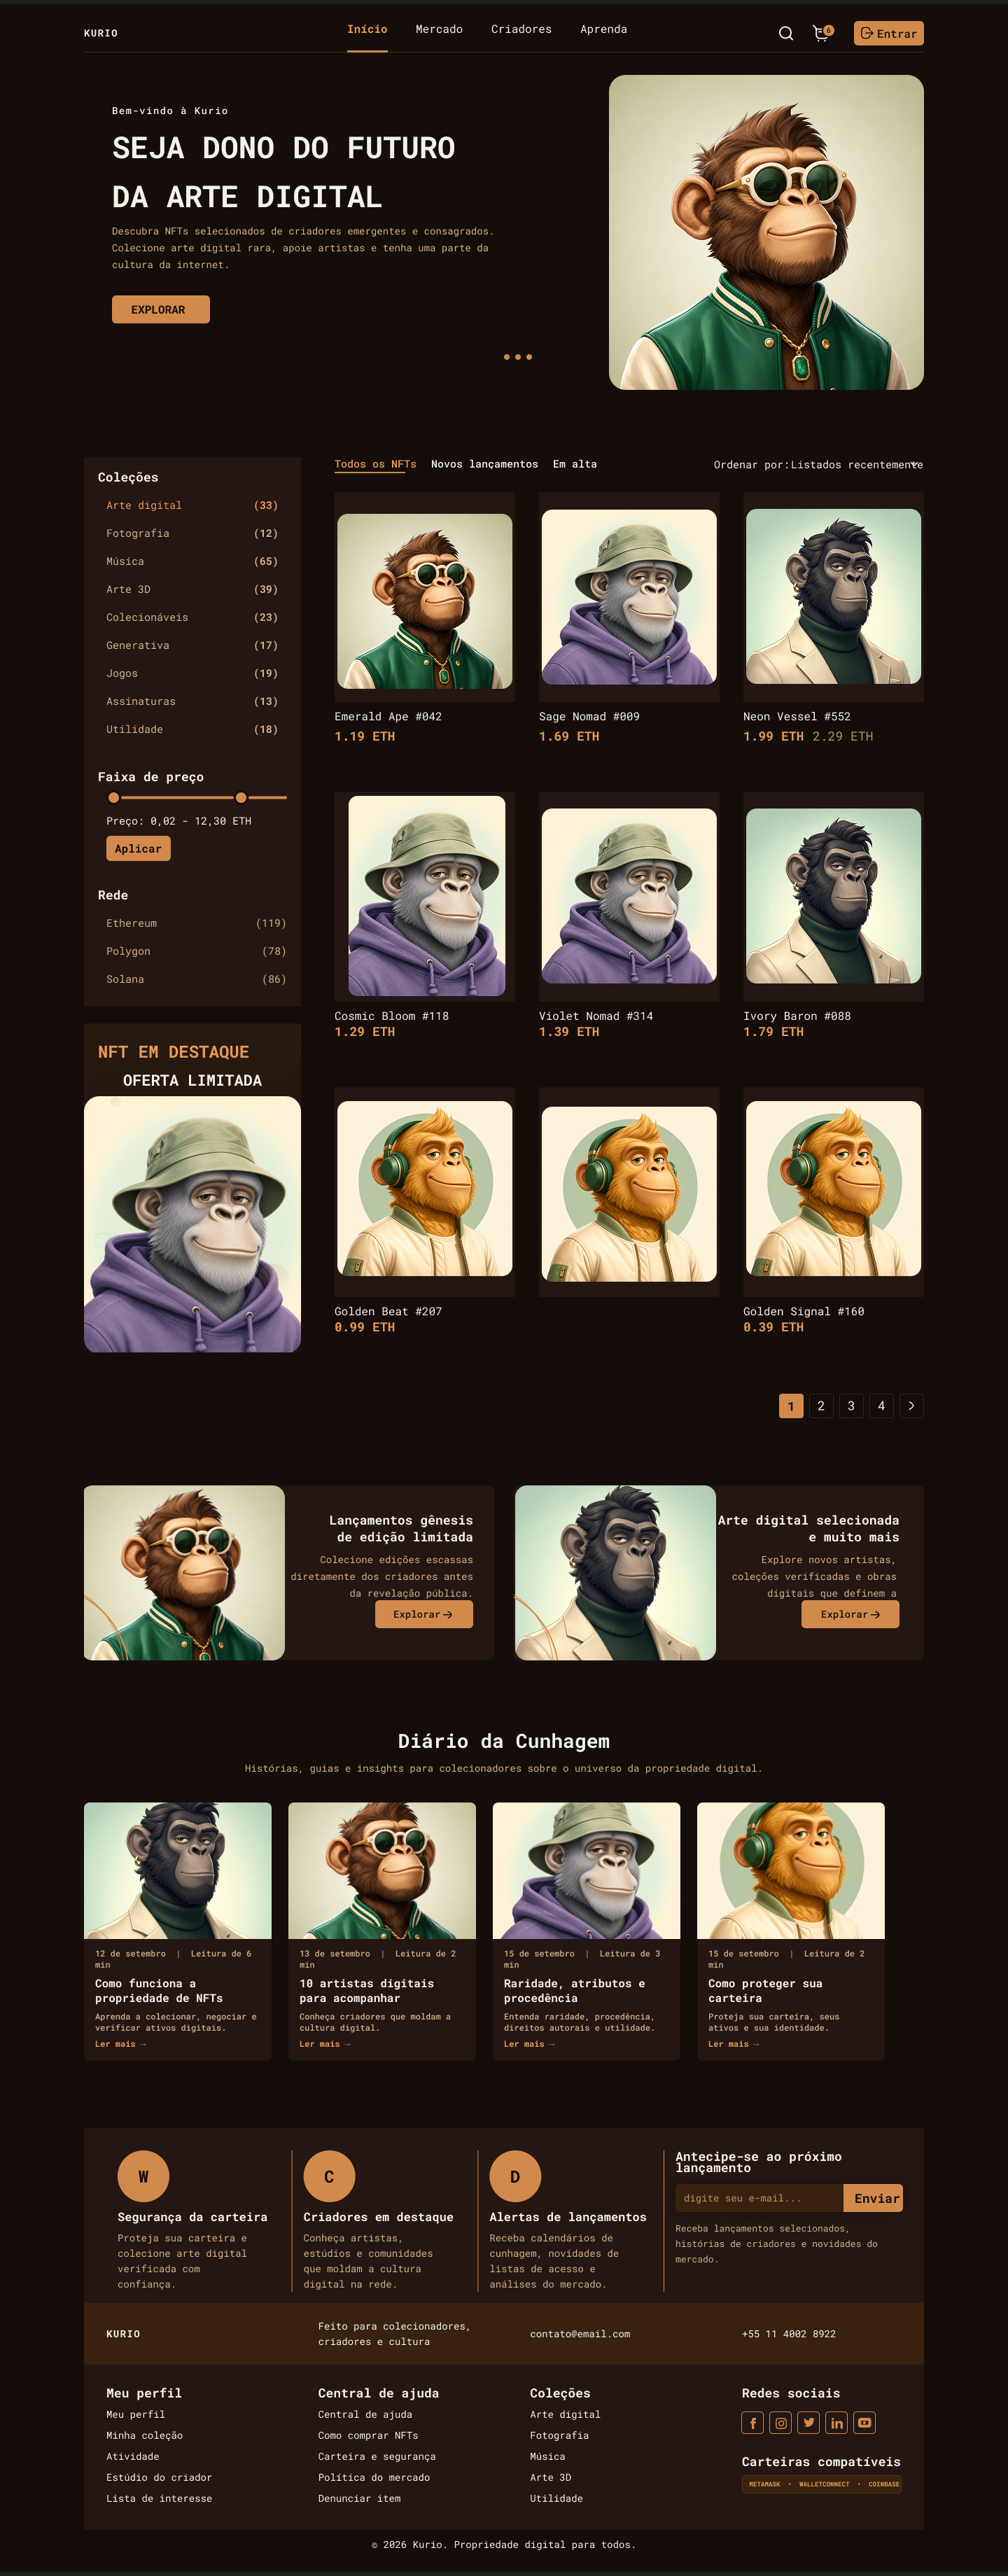 KURIO
Início
Mercado
Criadores
Aprenda
6
Entrar
Bem-vindo à Kurio
SEJA DONO DO FUTURO
DA ARTE DIGITAL
Descubra NFTs selecionados de criadores emergentes e consagrados.
Colecione arte digital rara, apoie artistas e tenha uma parte da
cultura da internet.
EXPLORAR
Coleções
Arte digital (33)
Fotografia (12)
Música (65)
Arte 3D (39)
Colecionáveis (23)
Generativa (17)
Jogos (19)
Assinaturas (13)
Utilidade (18)
Faixa de preço
Preço: 0,02 - 12,30 ETH
Aplicar
Rede
Ethereum (119)
Polygon (78)
Solana (86)
NFT EM DESTAQUE
OFERTA LIMITADA
Todos os NFTs
Novos lançamentos
Em alta
Ordenar por: Listados recentemente
Emerald Ape #042
1.19 ETH
Sage Nomad #009
1.69 ETH
Neon Vessel #552
1.99 ETH 2.29 ETH
Cosmic Bloom #118
1.29 ETH
Violet Nomad #314
1.39 ETH
Ivory Baron #088
1.79 ETH
Golden Beat #207
0.99 ETH
Golden Signal #160
0.39 ETH
1
2
3
4
Lançamentos gênesis
de edição limitada
Colecione edições escassas
diretamente dos criadores antes
da revelação pública.
Explorar →
Arte digital selecionada
e muito mais
Explore novos artistas,
coleções verificadas e obras
digitais que definem a
Explorar →
Diário da Cunhagem
Histórias, guias e insights para colecionadores sobre o universo da propriedade digital.
12 de setembro | Leitura de 6
min
Como funciona a
propriedade de NFTs
Aprenda a colecionar, negociar e
verificar ativos digitais.
Ler mais →
13 de setembro | Leitura de 2
min
10 artistas digitais
para acompanhar
Conheça criadores que moldam a
cultura digital.
Ler mais →
15 de setembro | Leitura de 3
min
Raridade, atributos e
procedência
Entenda raridade, procedência,
direitos autorais e utilidade.
Ler mais →
15 de setembro | Leitura de 2
min
Como proteger sua
carteira
Proteja sua carteira, seus
ativos e sua identidade.
Ler mais →
W
Segurança da carteira
Proteja sua carteira e
colecione arte digital
verificada com
confiança.
C
Criadores em destaque
Conheça artistas,
estúdios e comunidades
que moldam a cultura
digital na rede.
D
Alertas de lançamentos
Receba calendários de
cunhagem, novidades de
listas de acesso e
análises do mercado.
Antecipe-se ao próximo
lançamento
digite seu e-mail...
Enviar
Receba lançamentos selecionados,
histórias de criadores e novidades do
mercado.
KURIO
Feito para colecionadores,
criadores e cultura
contato@email.com
+55 11 4002 8922
Meu perfil
Meu perfil
Minha coleção
Atividade
Estúdio do criador
Lista de interesse
Central de ajuda
Central de ajuda
Como comprar NFTs
Carteira e segurança
Política do mercado
Denunciar item
Coleções
Arte digital
Fotografia
Música
Arte 3D
Utilidade
Redes sociais
Carteiras compatíveis
METAMASK • WALLETCONNECT • COINBASE
© 2026 Kurio. Propriedade digital para todos.